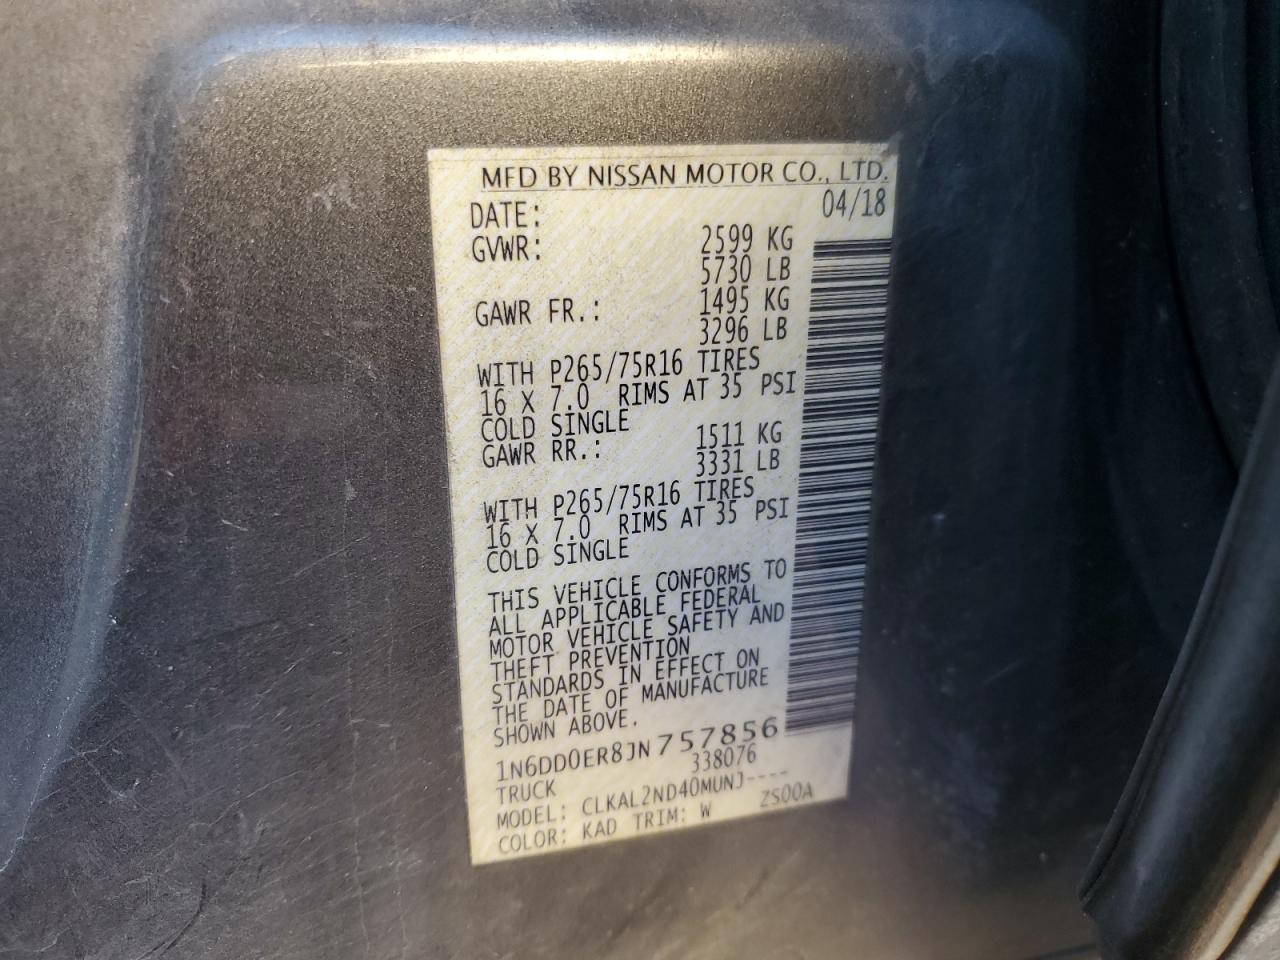 MFD BY NISSAN MOTOR CO., LTD.
DATE: 04/18
GVWR: 2599 KG
5730 LB
GAWR FR.: 1495 KG
3296 LB
WITH P265/75R16 TIRES
16 X 7.0 RIMS AT 35 PSI
COLD SINGLE
GAWR RR.: 1511 KG
3331 LB
WITH P265/75R16 TIRES
16 X 7.0 RIMS AT 35 PSI
COLD SINGLE
THIS VEHICLE CONFORMS TO
ALL APPLICABLE FEDERAL
MOTOR VEHICLE SAFETY AND
THEFT PREVENTION
STANDARDS IN EFFECT ON
THE DATE OF MANUFACTURE
SHOWN ABOVE.
1N6DD0ER8JN757856
TRUCK 338076
MODEL: CLKAL2ND40MUNJ----
COLOR: KAD TRIM: W ZS00A